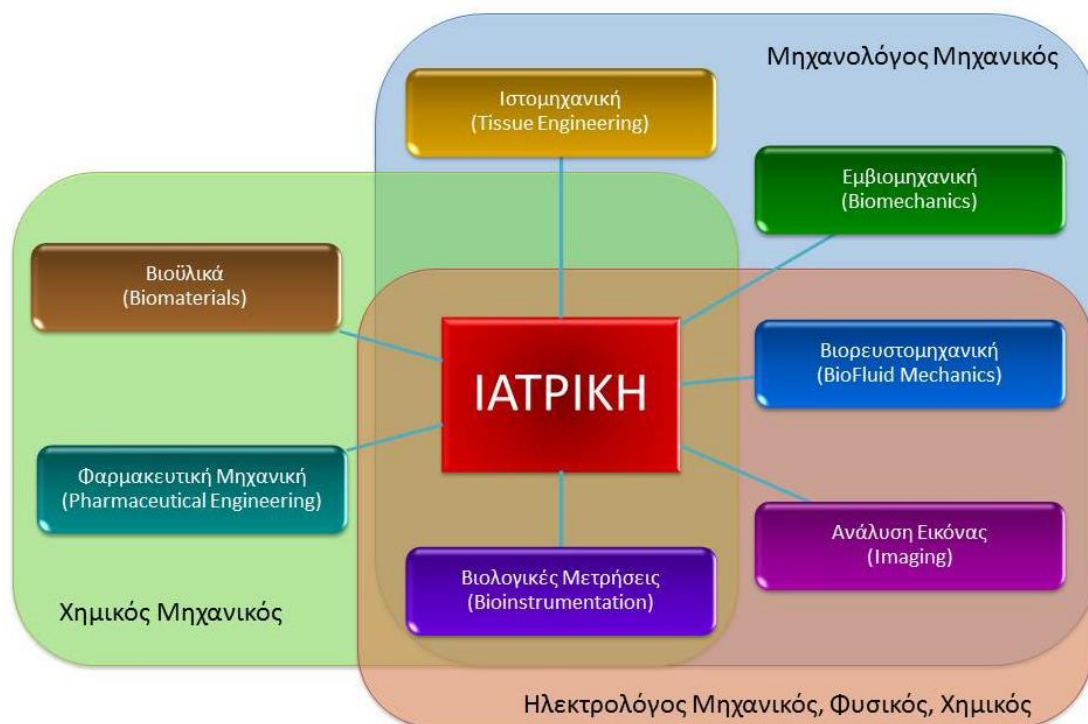 Μηχανολόγος Μηχανικός
Ιστομηχανική
(Tissue Engineering)
Εμβιομηχανική
(Biomechanics)
Βιοϋλικά
(Biomaterials)
ΙΑΤΡΙΚΗ
Βιορευστομηχανική
(BioFluid Mechanics)
Φαρμακευτική Μηχανική
(Pharmaceutical Engineering)
Ανάλυση Εικόνας
(Imaging)
Βιολογικές Μετρήσεις
(Bioinstrumentation)
Χημικός Μηχανικός
Ηλεκτρολόγος Μηχανικός, Φυσικός, Χημικός